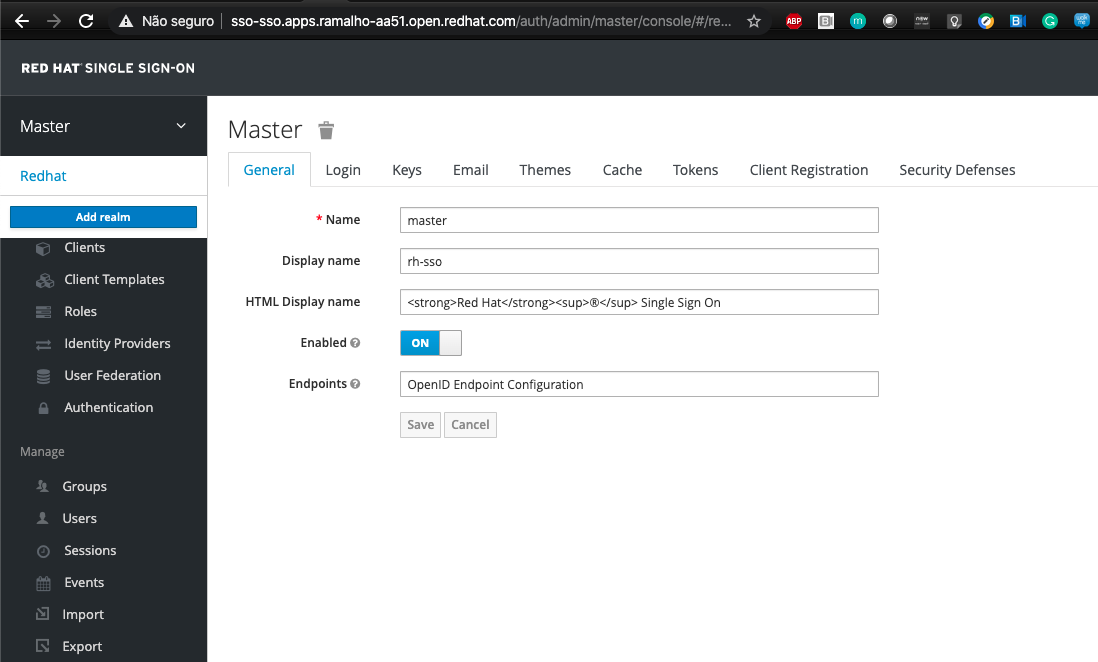 Não seguro sso-sso.apps.ramalho-aa51.open.redhat.com/auth/admin/master/console/#/re...
ABP
RED HAT SINGLE SIGN-ON
Master
Redhat
Add realm
Clients
Client Templates
Roles
Identity Providers
User Federation
Authentication
Manage
Groups
Users
Sessions
Events
Import
Export
Master
General Login Keys Email Themes Cache Tokens Client Registration Security Defenses
* Name master
Display name rh-sso
HTML Display name <strong>Red Hat</strong><sup>®</sup> Single Sign On
Enabled ON
Endpoints OpenID Endpoint Configuration
Save Cancel